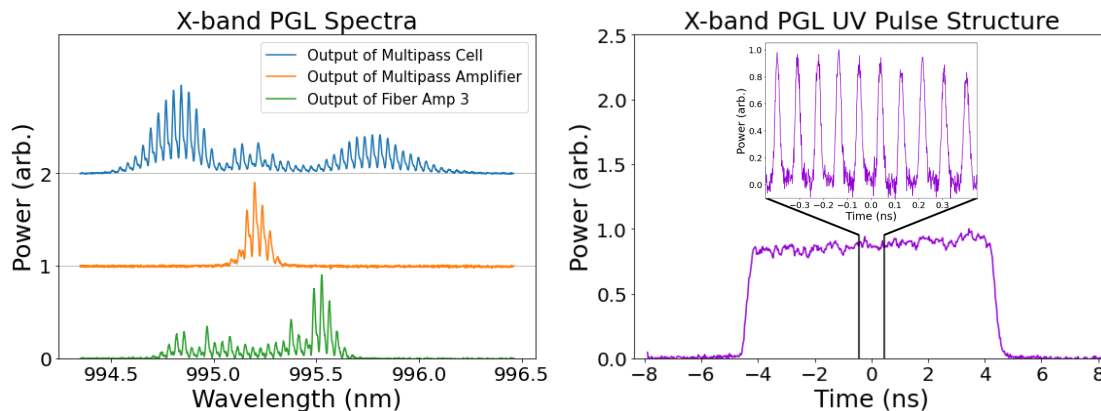 X-band PGL Spectra
Power (arb.)
2
1
0
Output of Multipass Cell
Output of Multipass Amplifier
Output of Fiber Amp 3
994.5 995.0 995.5 996.0 996.5
Wavelength (nm)
X-band PGL UV Pulse Structure
Power (arb.)
2.5
2.0
1.5
1.0
0.5
0.0
Power (arb.)
1.0
0.8
0.6
0.4
0.2
0.0
−0.3 −0.2 −0.1 0.0 0.1 0.2 0.3
Time (ns)
−8 −6 −4 −2 0 2 4 6 8
Time (ns)